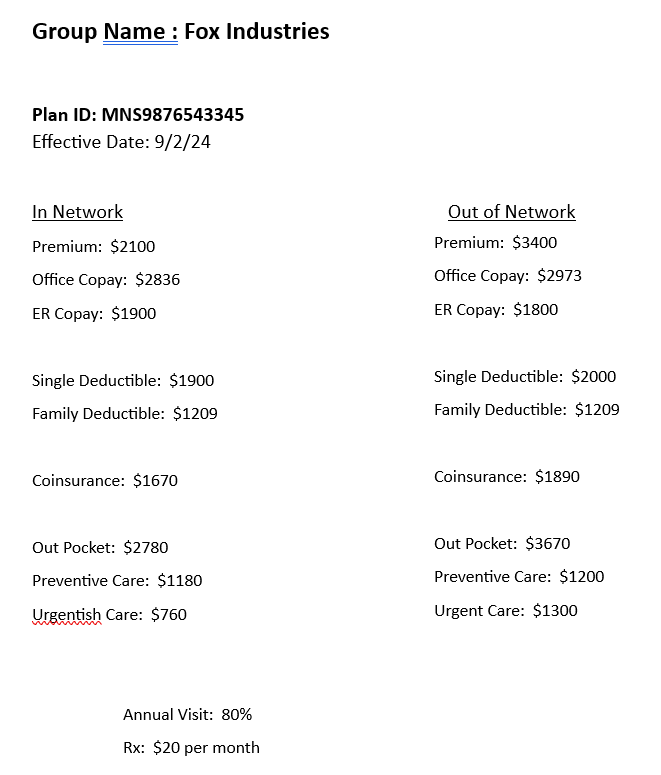 Group Name : Fox Industries
Plan ID: MNS9876543345
Effective Date: 9/2/24
In Network
Premium: $2100
Office Copay: $2836
ER Copay: $1900
Single Deductible: $1900
Family Deductible: $1209
Coinsurance: $1670
Out Pocket: $2780
Preventive Care: $1180
Urgentish Care: $760
Out of Network
Premium: $3400
Office Copay: $2973
ER Copay: $1800
Single Deductible: $2000
Family Deductible: $1209
Coinsurance: $1890
Out Pocket: $3670
Preventive Care: $1200
Urgent Care: $1300
Annual Visit: 80%
Rx: $20 per month